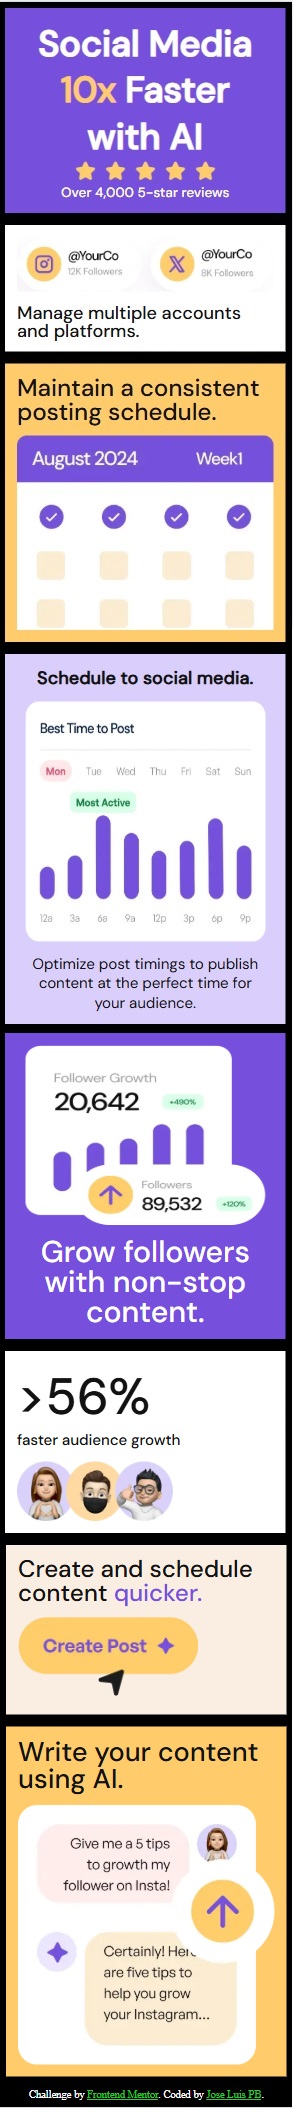 Social Media
10x Faster
with AI
Over 4,000 5-star reviews
@YourCo
12K Followers
@YourCo
8K Followers
Manage multiple accounts
and platforms.
Maintain a consistent
posting schedule.
August 2024
Week1
Schedule to social media.
Best Time to Post
Mon Tue Wed Thu Fri Sat Sun
Most Active
12a 3a 6a 9a 12p 3p 6p 9p
Optimize post timings to publish
content at the perfect time for
your audience.
Follower Growth
20,642 +490%
Followers
89,532 +120%
Grow followers
with non-stop
content.
>56%
faster audience growth
Create and schedule
content quicker.
Create Post
Write your content
using AI.
Give me a 5 tips
to growth my
follower on Insta!
Certainly! Here
are five tips to
help you grow
your Instagram...
Challenge by Frontend Mentor. Coded by Jose Luis PB.